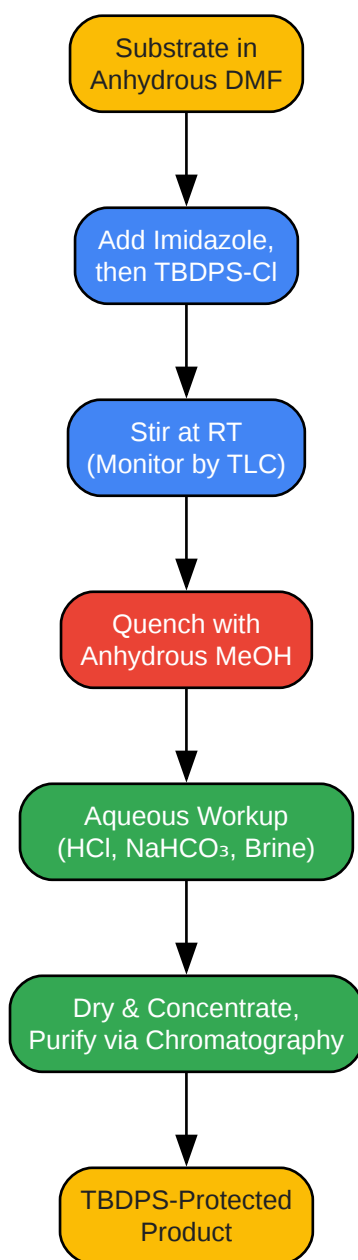 Substrate in
Anhydrous DMF
Add Imidazole,
then TBDPS-Cl
Stir at RT
(Monitor by TLC)
Quench with
Anhydrous MeOH
Aqueous Workup
(HCl, NaHCO₃, Brine)
Dry & Concentrate,
Purify via Chromatography
TBDPS-Protected
Product